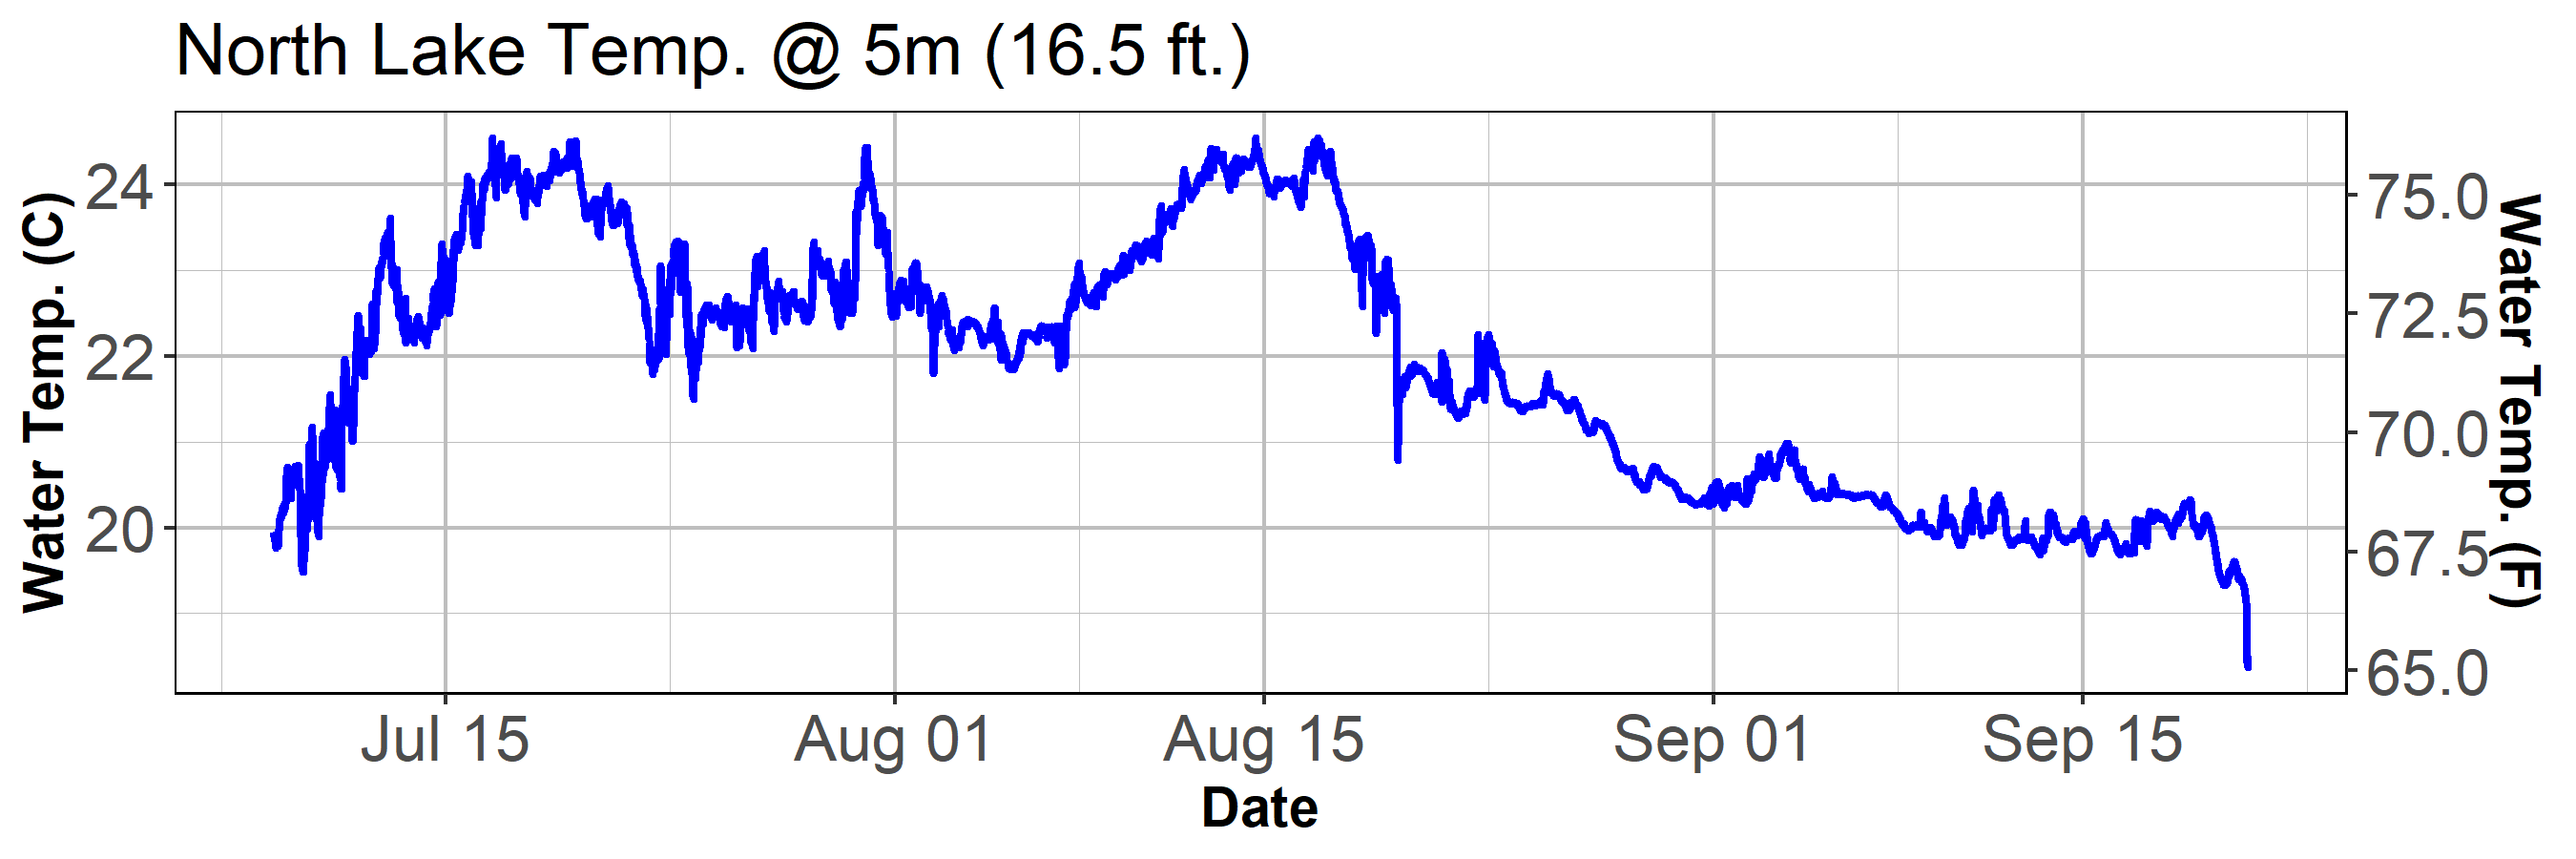 North Lake Temp. @ 5m (16.5 ft.)
Water Temp. (C)
24
22
20
75.0
72.5
70.0
67.5
65.0
Water Temp. (F)
Jul 15 Aug 01 Aug 15 Sep 01 Sep 15
Date